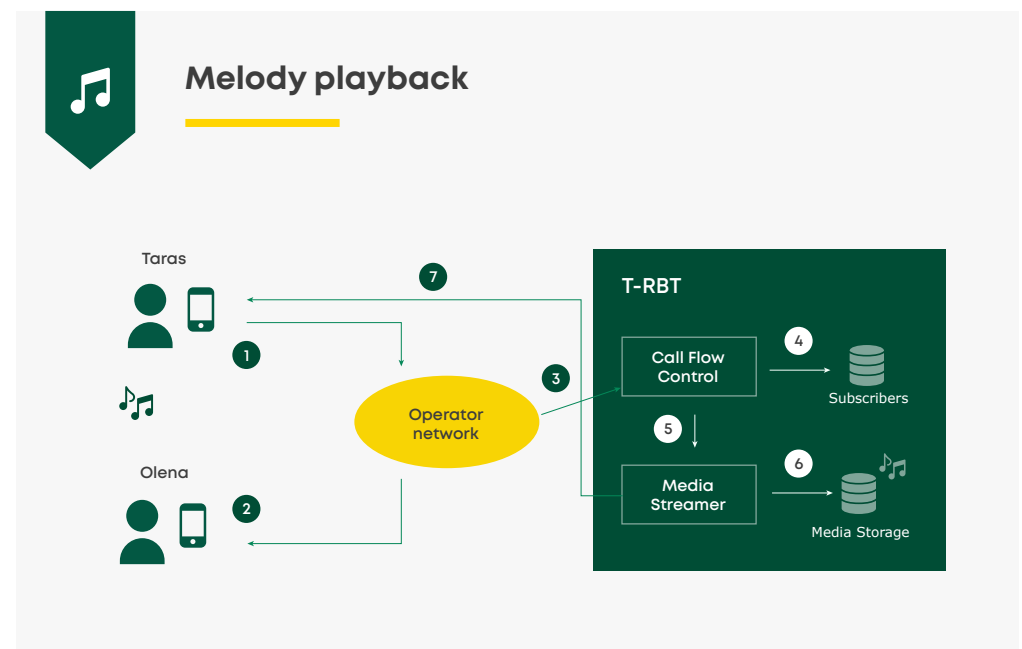 Melody playback
Taras
7
T-RBT
1
Call Flow
Control
4
Subscribers
3
Operator
network
5
Olena
2
Media
Streamer
6
Media Storage